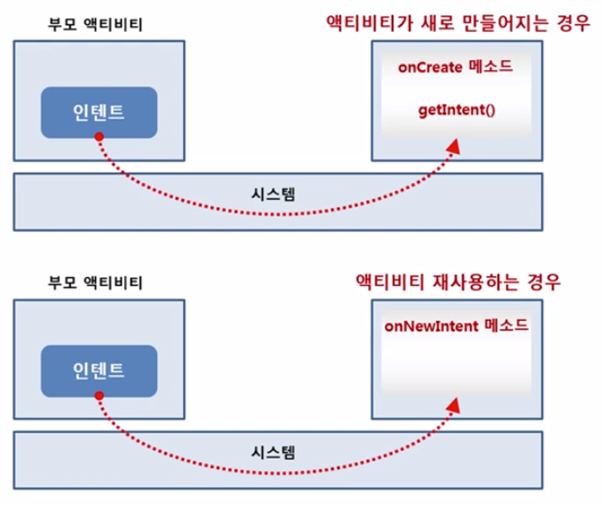 부모 액티비티
액티비티가 새로 만들어지는 경우
인텐트
onCreate 메소드
getIntent()
시스템
부모 액티비티
액티비티 재사용하는 경우
인텐트
onNewIntent 메소드
시스템